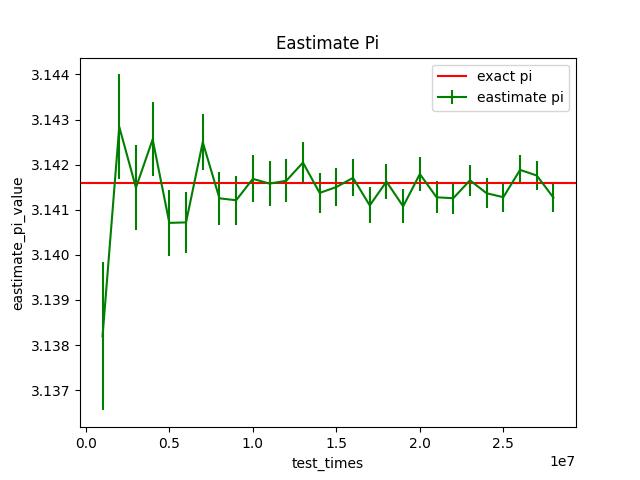 Eastimate Pi
exact pi
eastimate pi
3.144
3.143
3.142
3.141
3.140
3.139
3.138
3.137
eastimate_pi_value
0.0 0.5 1.0 1.5 2.0 2.5
1e7
test_times